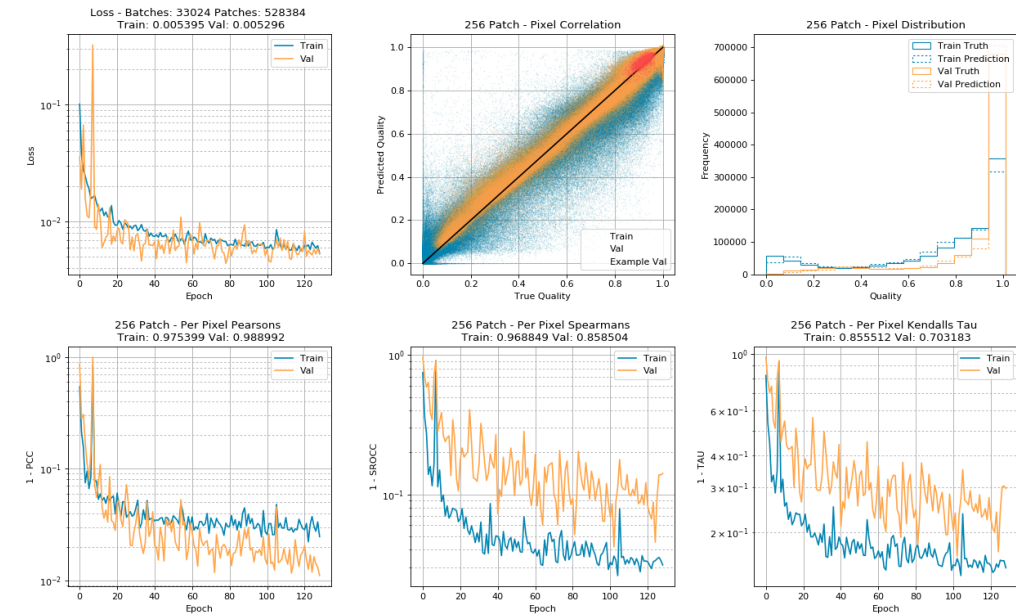 Loss - Batches: 33024 Patches: 528384
Train: 0.005395 Val: 0.005296
Train
Val
10⁻¹
10⁻²
Loss
0 20 40 60 80 100 120
Epoch
256 Patch - Pixel Correlation
1.0
0.8
0.6
0.4
0.2
0.0
Predicted Quality
Train
Val
Example Val
0.0 0.2 0.4 0.6 0.8 1.0
True Quality
256 Patch - Pixel Distribution
Train Truth
Train Prediction
Val Truth
Val Prediction
700000
600000
500000
400000
300000
200000
100000
0
Frequency
0.0 0.2 0.4 0.6 0.8 1.0
Quality
256 Patch - Per Pixel Pearsons
Train: 0.975399 Val: 0.988992
Train
Val
10⁰
10⁻¹
10⁻²
1 - PCC
0 20 40 60 80 100 120
Epoch
256 Patch - Per Pixel Spearmans
Train: 0.968849 Val: 0.858504
Train
Val
10⁰
10⁻¹
1 - SROCC
0 20 40 60 80 100 120
Epoch
256 Patch - Per Pixel Kendalls Tau
Train: 0.855512 Val: 0.703183
Train
Val
10⁰
6 × 10⁻¹
4 × 10⁻¹
3 × 10⁻¹
2 × 10⁻¹
1 - TAU
0 20 40 60 80 100 120
Epoch